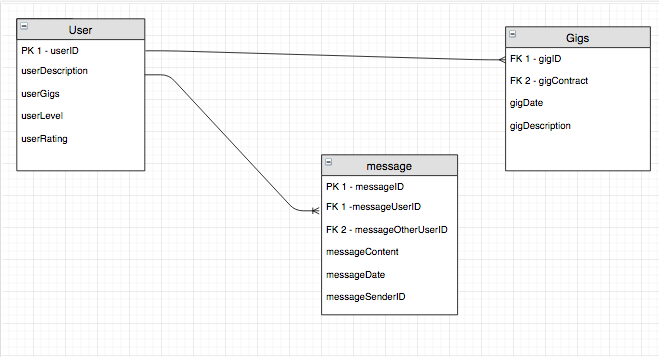 User
PK 1 - userID
userDescription
userGigs
userLevel
userRating
Gigs
FK 1 - gigID
FK 2 - gigContract
gigDate
gigDescription
message
PK 1 - messageID
FK 1 -messageUserID
FK 2 - messageOtherUserID
messageContent
messageDate
messageSenderID